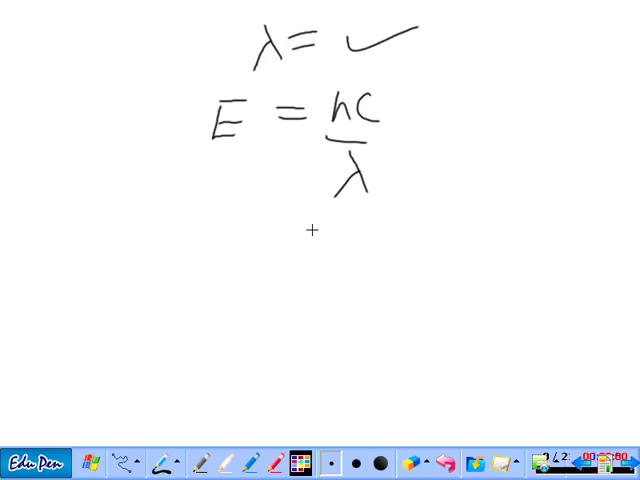 λ = ✓
E = hc/λ
Edu Pen